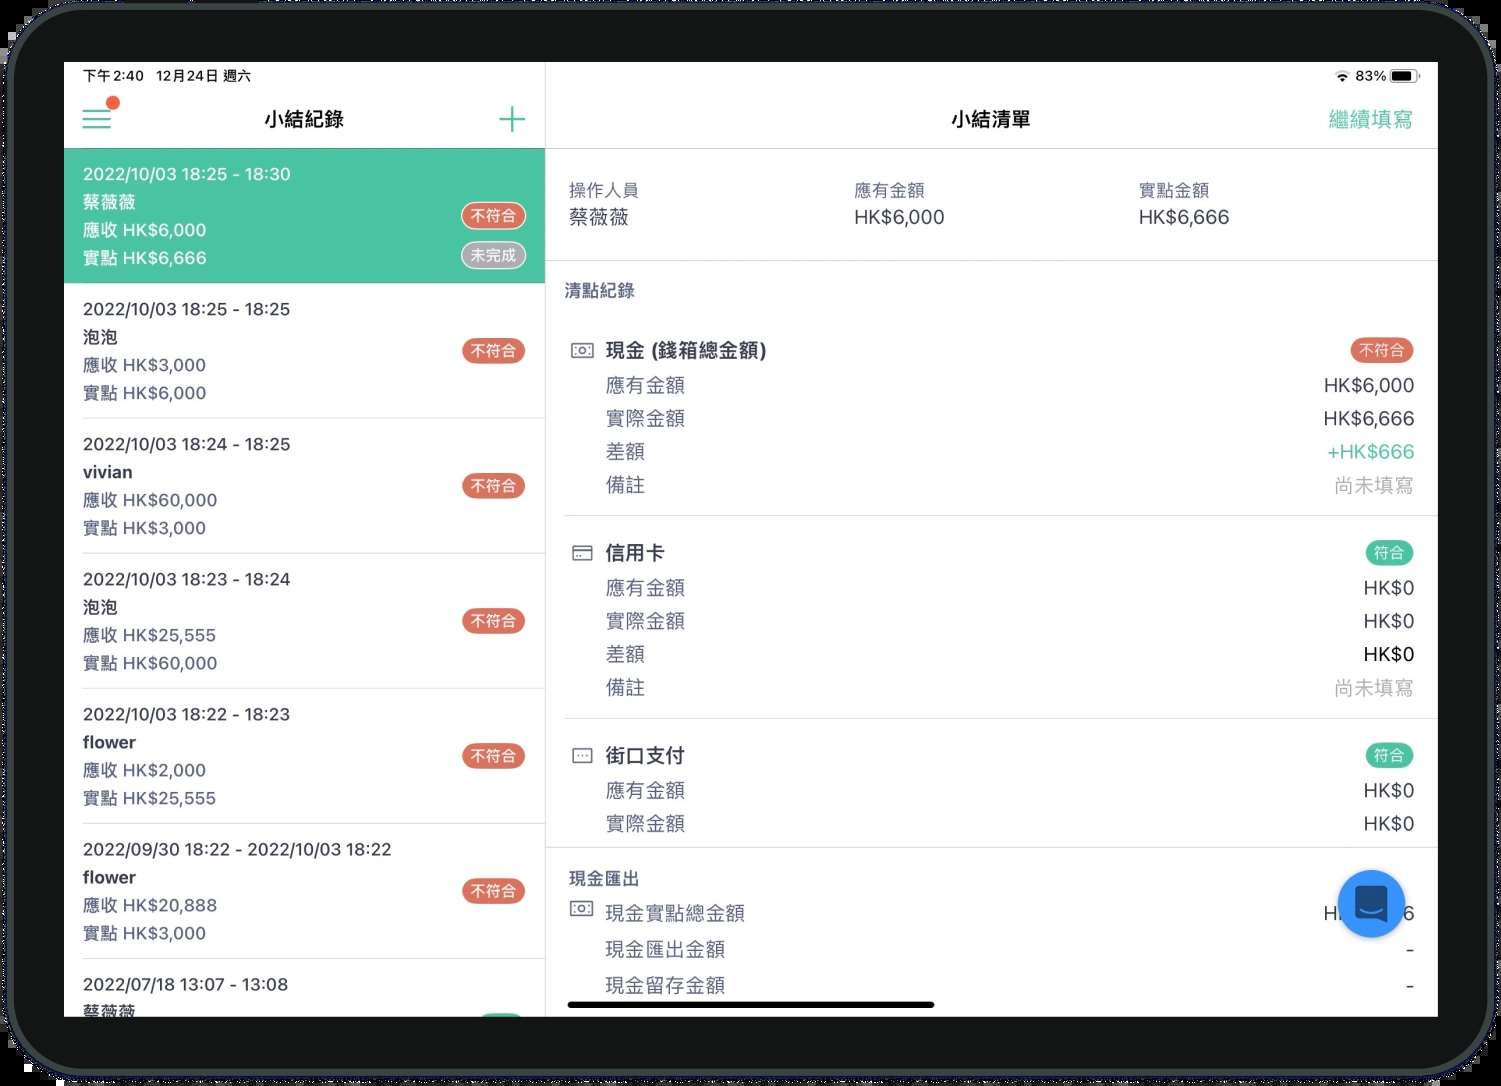 下午2:40 12月24日 週六
83%
小結紀錄
小結清單
繼續填寫
2022/10/03 18:25 - 18:30
蔡薇薇
應收 HK$6,000
實點 HK$6,666
不符合
未完成
2022/10/03 18:25 - 18:25
泡泡
應收 HK$3,000
實點 HK$6,000
不符合
2022/10/03 18:24 - 18:25
vivian
應收 HK$60,000
實點 HK$3,000
不符合
2022/10/03 18:23 - 18:24
泡泡
應收 HK$25,555
實點 HK$60,000
不符合
2022/10/03 18:22 - 18:23
flower
應收 HK$2,000
實點 HK$25,555
不符合
2022/09/30 18:22 - 2022/10/03 18:22
flower
應收 HK$20,888
實點 HK$3,000
不符合
2022/07/18 13:07 - 13:08
蔡薇薇
操作人員
蔡薇薇
應有金額
HK$6,000
實點金額
HK$6,666
清點紀錄
現金 (錢箱總金額) 不符合
應有金額 HK$6,000
實際金額 HK$6,666
差額 +HK$666
備註 尚未填寫
信用卡 符合
應有金額 HK$0
實際金額 HK$0
差額 HK$0
備註 尚未填寫
街口支付 符合
應有金額 HK$0
實際金額 HK$0
現金匯出
現金實點總金額
現金匯出金額 -
現金留存金額 -